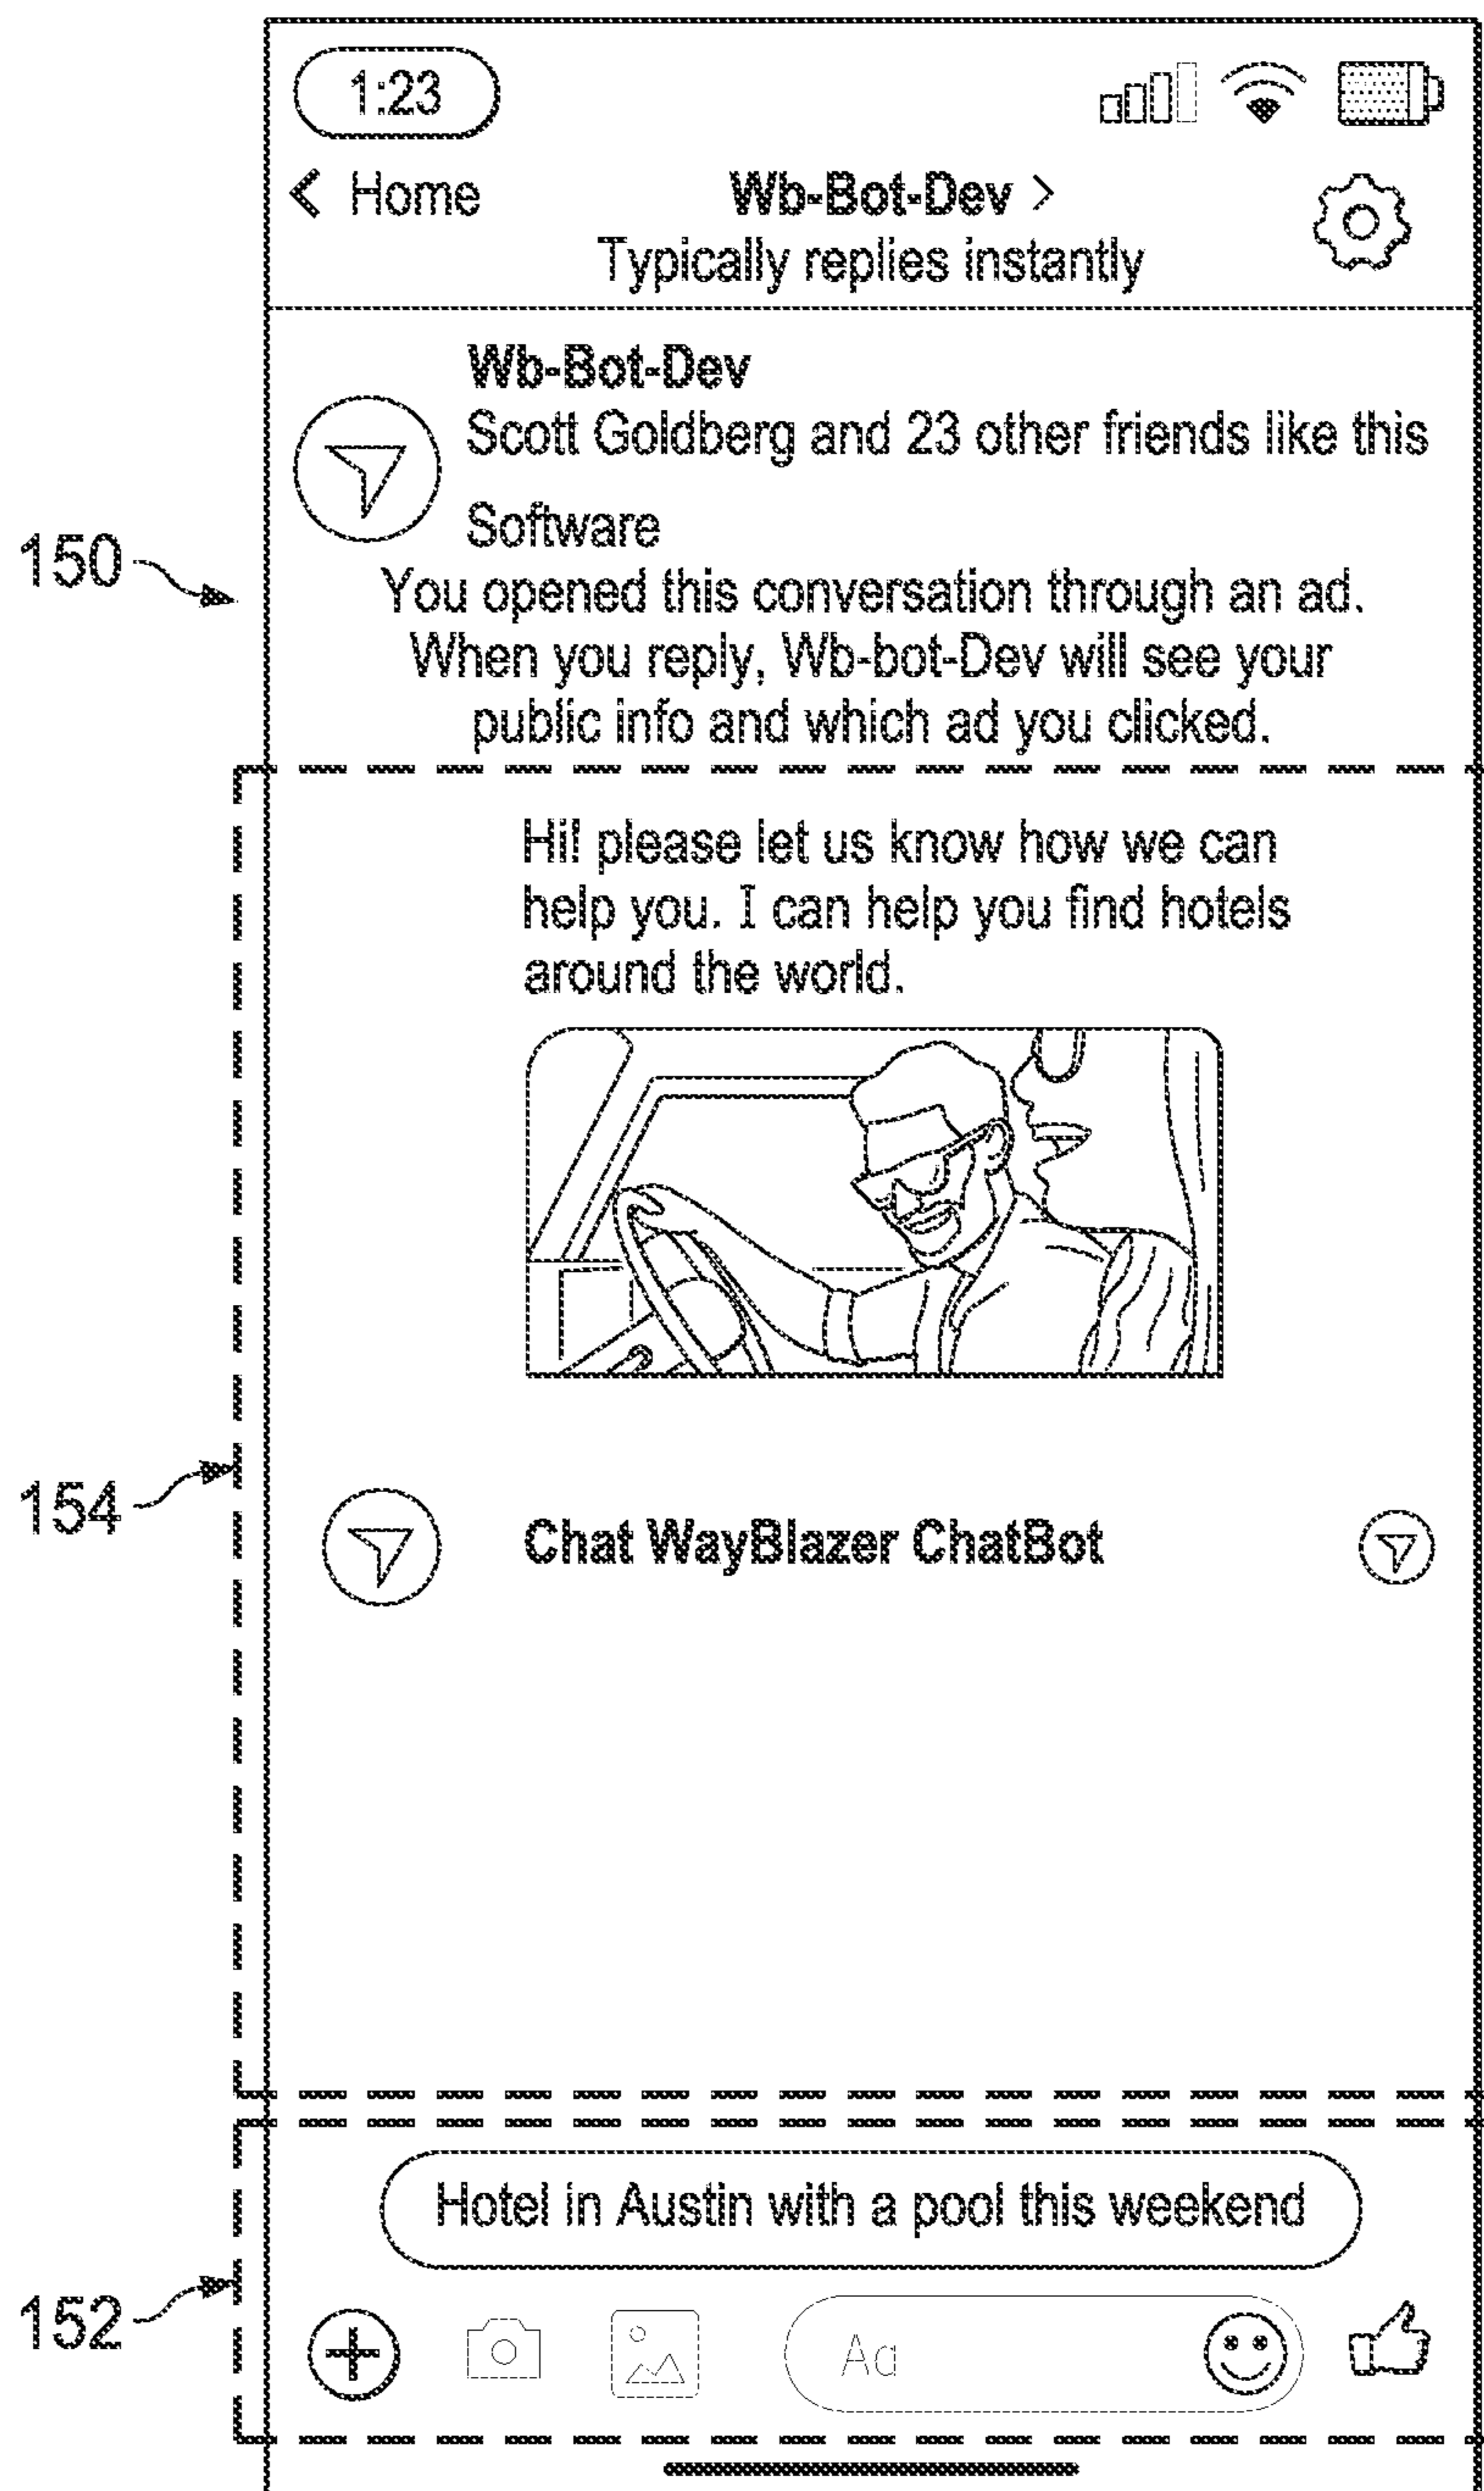 1:23
< Home
Wb-Bot-Dev >
Typically replies instantly
Wb-Bot-Dev
Scott Goldberg and 23 other friends like this
Software
150
You opened this conversation through an ad.
When you reply, Wb-bot-Dev will see your
public info and which ad you clicked.
Hi! please let us know how we can
help you. I can help you find hotels
around the world.
154
Chat WayBlazer ChatBot
Hotel in Austin with a pool this weekend
152
Aa